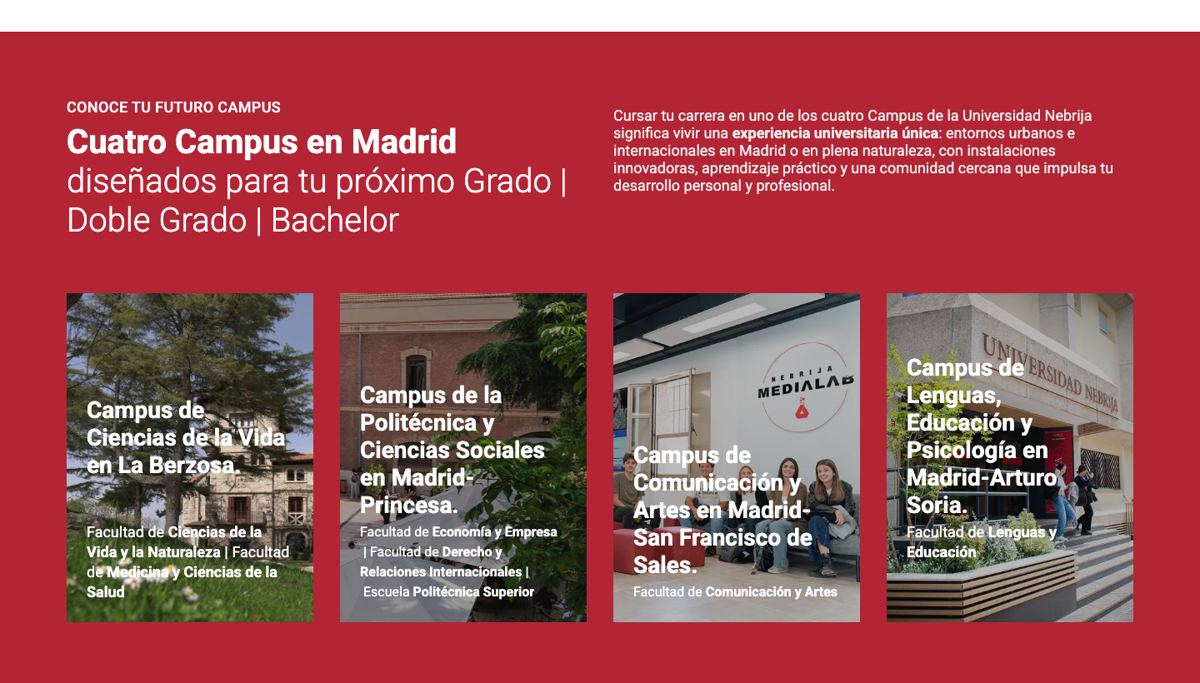 CONOCE TU FUTURO CAMPUS
Cuatro Campus en Madrid
diseñados para tu próximo Grado |
Doble Grado | Bachelor
Cursar tu carrera en uno de los cuatro Campus de la Universidad Nebrija
significa vivir una experiencia universitaria única: entornos urbanos e
internacionales en Madrid o en plena naturaleza, con instalaciones
innovadoras, aprendizaje práctico y una comunidad cercana que impulsa tu
desarrollo personal y profesional.
Campus de
Ciencias de la Vida
en La Berzosa.
Facultad de Ciencias de la
Vida y la Naturaleza | Facultad
de Medicina y Ciencias de la
Salud
Campus de la
Politécnica y
Ciencias Sociales
en Madrid-
Princesa.
Facultad de Economía y Empresa
| Facultad de Derecho y
Relaciones Internacionales |
Escuela Politécnica Superior
NEBRIJA
MEDIALAB
Campus de
Comunicación y
Artes en Madrid-
San Francisco de
Sales.
Facultad de Comunicación y Artes
UNIVERSIDAD NEBRIJA
Campus de
Lenguas,
Educación y
Psicología en
Madrid-Arturo
Soria.
Facultad de Lenguas y
Educación